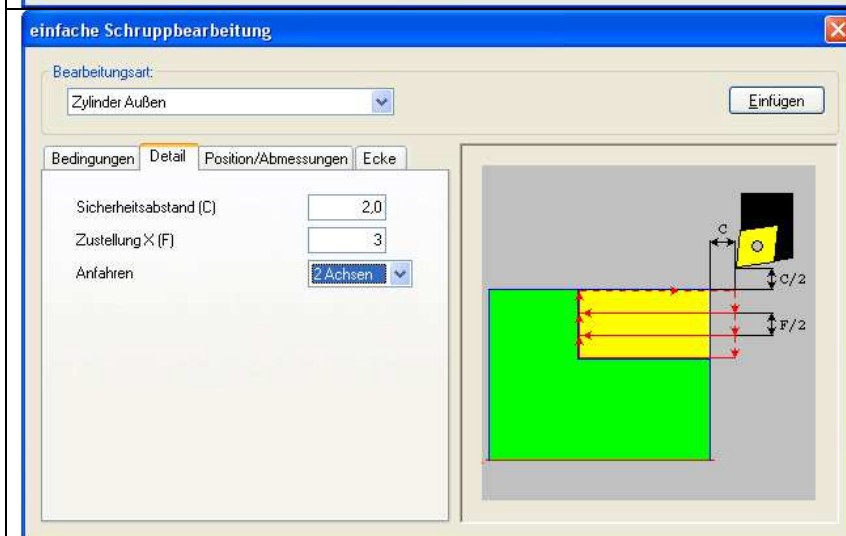 einfache Schruppbearbeitung
Bearbeitungsart:
Zylinder Außen
Einfügen
Bedingungen Detail Position/Abmessungen Ecke
Sicherheitsabstand (C) 2,0
Zustellung X (F) 3
Anfahren 2 Achsen
C
C/2
F/2